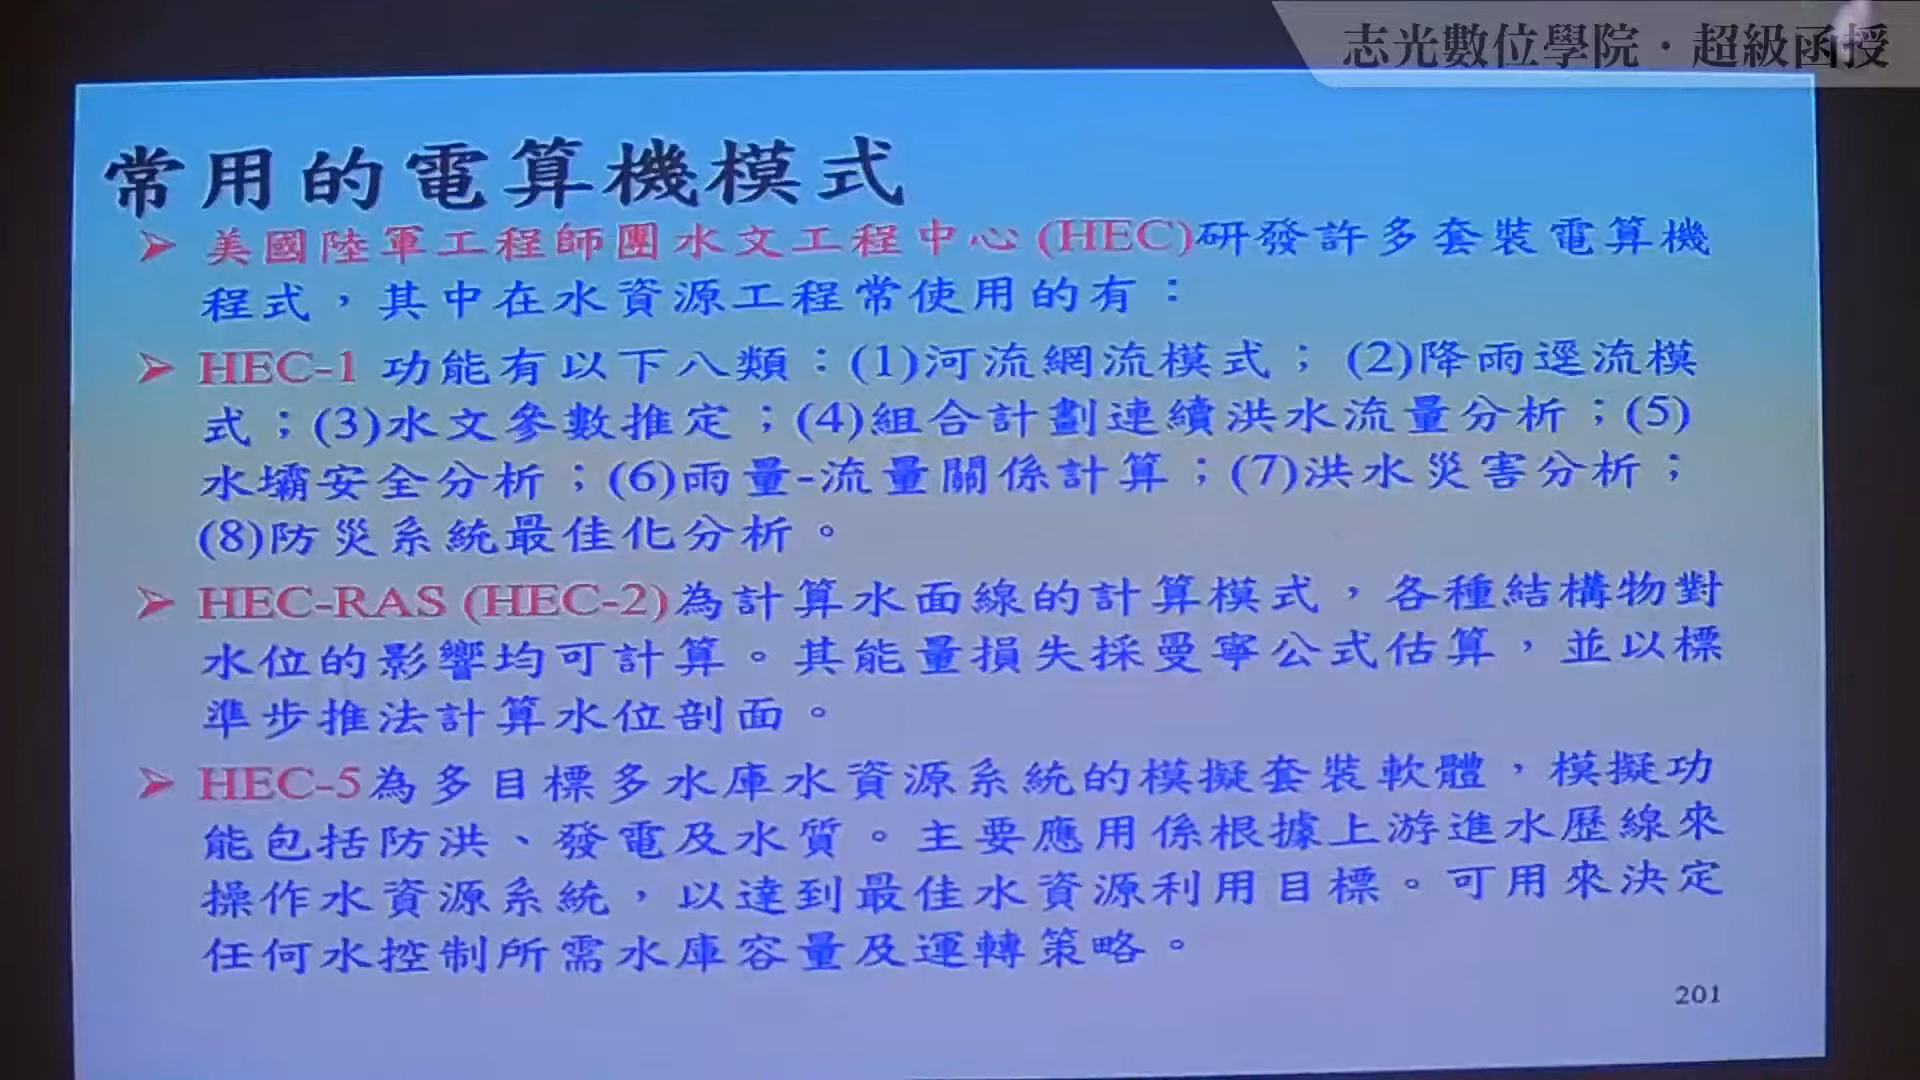 志光數位學院·超級函授
常用的電算機模式
➢ 美國陸軍工程師團水文工程中心 (HEC)研發許多套裝電算機
程式，其中在水資源工程常使用的有：
➢ HEC-1 功能有以下八類：(1)河流網流模式； (2)降雨逕流模
式；(3)水文參數推定；(4)組合計劃連續洪水流量分析；(5)
水壩安全分析；(6)雨量-流量關係計算；(7)洪水災害分析；
(8)防災系統最佳化分析。
➢ HEC-RAS (HEC-2)為計算水面線的計算模式，各種結構物對
水位的影響均可計算。其能量損失採曼寧公式估算，並以標
準步推法計算水位剖面。
➢ HEC-5為多目標多水庫水資源系統的模擬套裝軟體，模擬功
能包括防洪、發電及水質。主要應用係根據上游進水歷線來
操作水資源系統，以達到最佳水資源利用目標。可用來決定
任何水控制所需水庫容量及運轉策略。
201